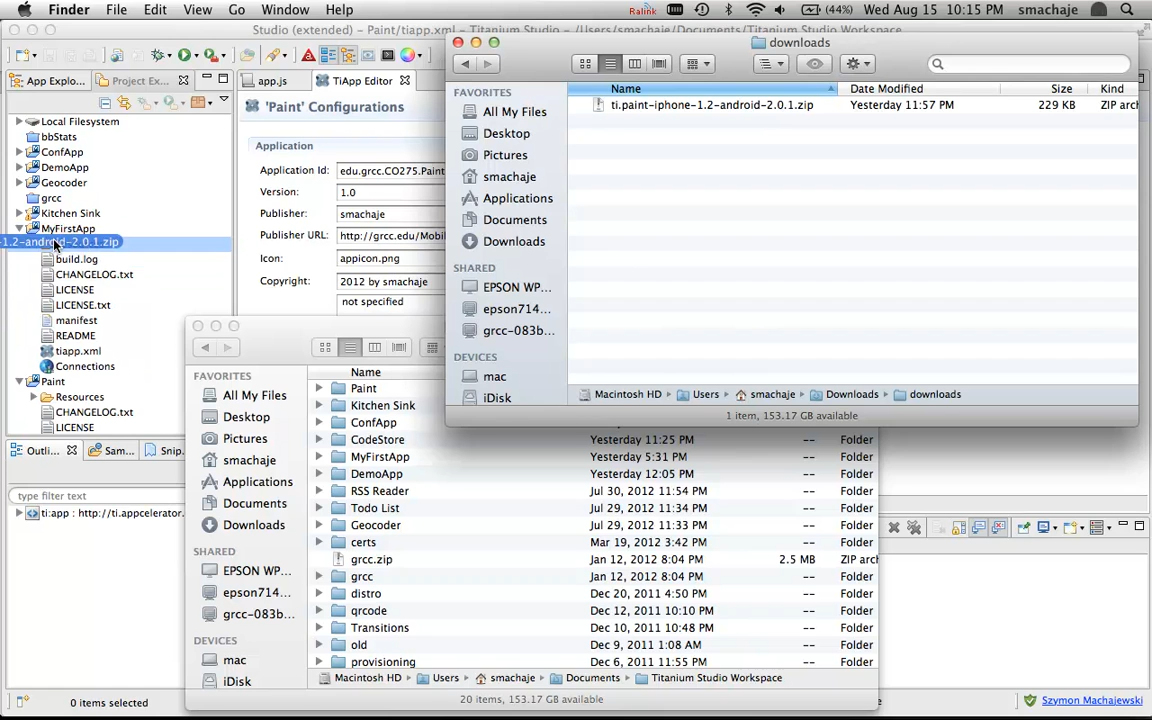 Finder File Edit View Go Window Help Ralink (44%) Wed Aug 15 10:15 PM smachaje
Studio (extended) - Paint/tiapp.xml - Titanium Studio - /Users/smachaje/Documents/Titanium Studio Workspace
App Explo... Project Ex... app.js TiApp Editor
Local Filesystem
bbStats
ConfApp
DemoApp
Geocoder
grcc
Kitchen Sink
MyFirstApp
-1.2-android-2.0.1.zip
build.log
CHANGELOG.txt
LICENSE
LICENSE.txt
manifest
README
tiapp.xml
Connections
Paint
Resources
CHANGELOG.txt
LICENSE
Outli... Sam... Snip.
type filter text
ti:app : http://ti.appcelerator.
'Paint' Configurations
Application
Application Id: edu.grcc.CO275.Paint
Version: 1.0
Publisher: smachaje
Publisher URL: http://grcc.edu/Mobil
Icon: appicon.png
Copyright: 2012 by smachaje
not specified
downloads
FAVORITES
All My Files
Desktop
Pictures
smachaje
Applications
Documents
Downloads
SHARED
EPSON WP...
epson714...
grcc-083b...
DEVICES
mac
iDisk
Name Date Modified Size Kind
ti.paint-iphone-1.2-android-2.0.1.zip Yesterday 11:57 PM 229 KB ZIP arch
Macintosh HD Users smachaje Downloads downloads
1 item, 153.17 GB available
FAVORITES
All My Files
Desktop
Pictures
smachaje
Applications
Documents
Downloads
SHARED
EPSON WP...
epson714...
grcc-083b...
DEVICES
mac
iDisk
Name
Paint
Kitchen Sink
ConfApp
CodeStore Yesterday 11:25 PM -- Folder
MyFirstApp Yesterday 5:31 PM -- Folder
DemoApp Yesterday 12:05 PM -- Folder
RSS Reader Jul 30, 2012 11:54 PM -- Folder
Todo List Jul 29, 2012 11:34 PM -- Folder
Geocoder Jul 29, 2012 11:33 PM -- Folder
certs Mar 19, 2012 3:42 PM -- Folder
grcc.zip Jan 12, 2012 8:04 PM 2.5 MB ZIP arch
grcc Jan 12, 2012 8:04 PM -- Folder
distro Dec 20, 2011 4:50 PM -- Folder
qrcode Dec 12, 2011 10:10 PM -- Folder
Transitions Dec 10, 2011 10:48 PM -- Folder
old Dec 9, 2011 1:08 AM -- Folder
provisioning Dec 6, 2011 11:55 PM -- Folder
Macintosh HD Users smachaje Documents Titanium Studio Workspace
20 items, 153.17 GB available
0 items selected
Szymon Machajewski